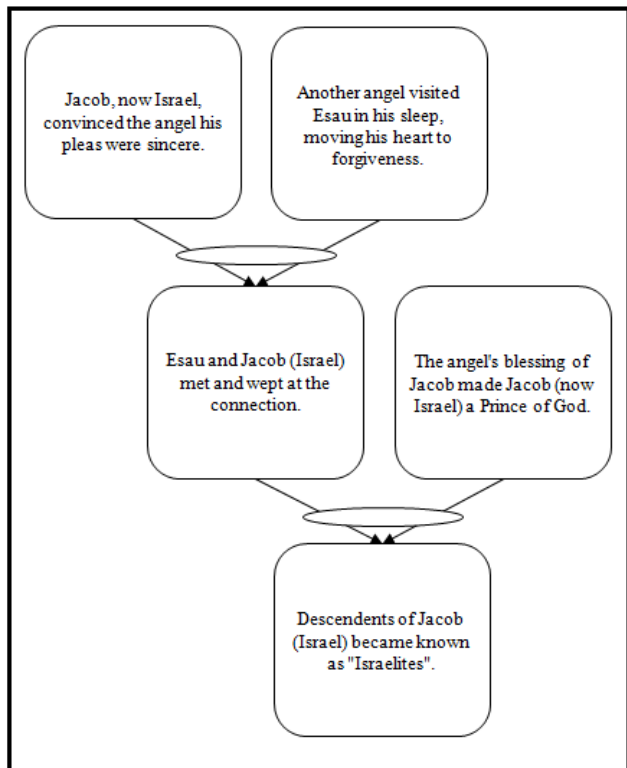 Jacob, now Israel,
convinced the angel his
pleas were sincere.
Another angel visited
Esau in his sleep,
moving his heart to
forgiveness.
Esau and Jacob (Israel)
met and wept at the
connection.
The angel's blessing of
Jacob made Jacob (now
Israel) a Prince of God.
Descendents of Jacob
(Israel) became known
as "Israelites".